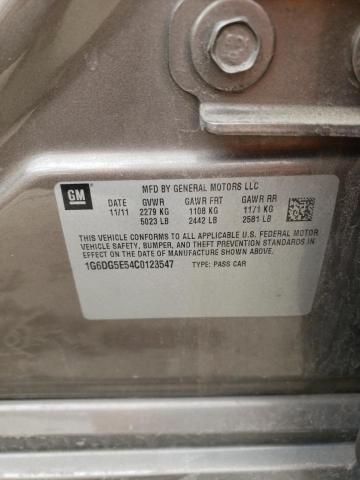 GM
MFD BY GENERAL MOTORS LLC
DATE GVWR GAWR FRT GAWR RR
11/11 2279 KG 1108 KG 1171 KG
5023 LB 2442 LB 2581 LB
THIS VEHICLE CONFORMS TO ALL APPLICABLE U.S. FEDERAL MOTOR
VEHICLE SAFETY, BUMPER, AND THEFT PREVENTION STANDARDS IN
EFFECT ON THE DATE OF MANUFACTURE SHOWN ABOVE.
1G6DG5E54C0123547 TYPE: PASS CAR